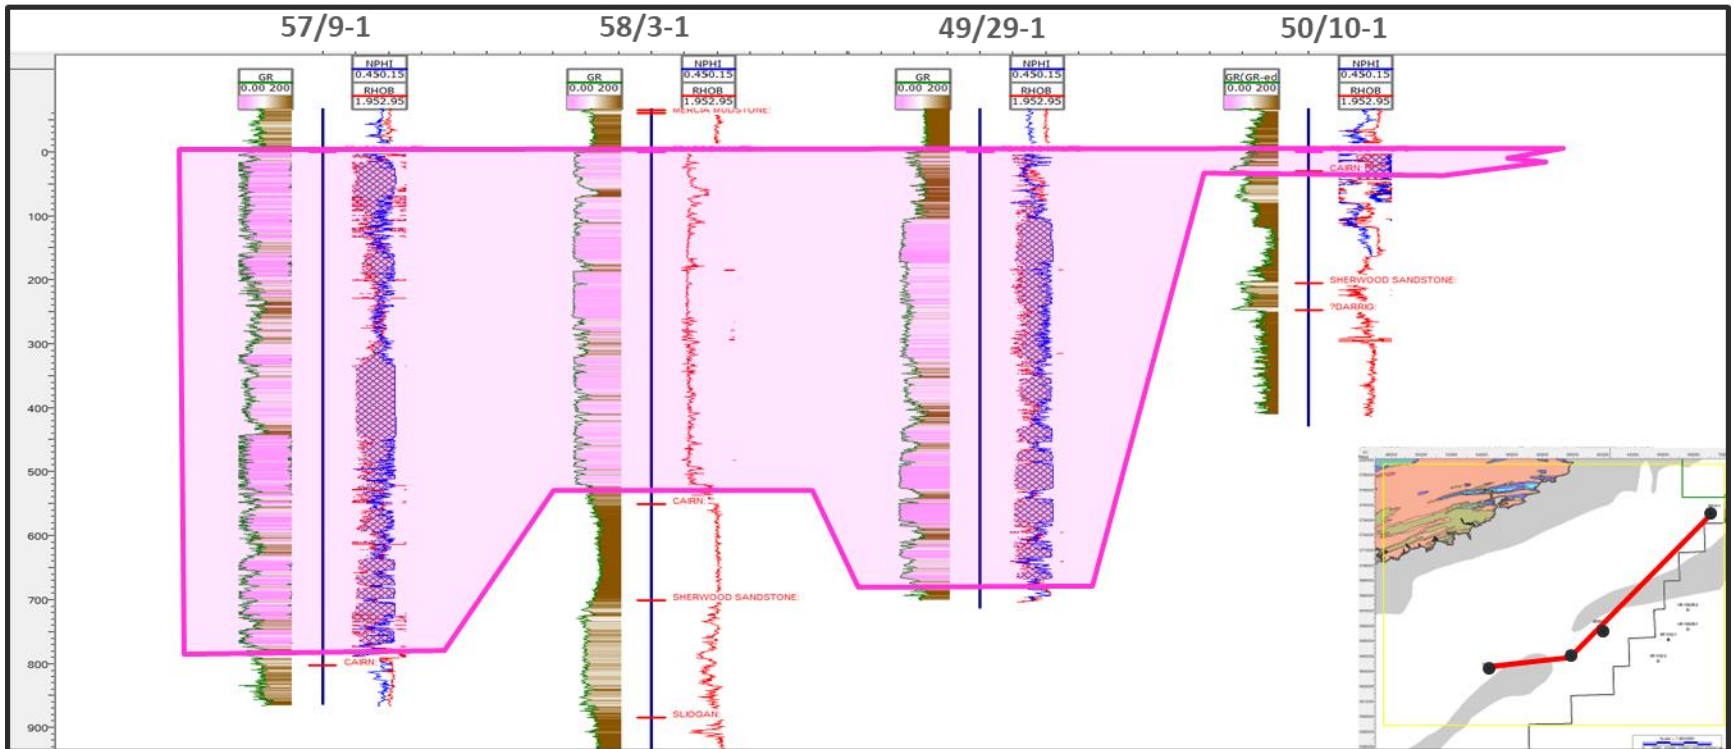 57/9-1 58/3-1 49/29-1 50/10-1
GR
0.00 200
NPHI
0.450.15
RHOB
1.952.95
GR
0.00 200
NPHI
0.450.15
RHOB
1.952.95
GR
0.00 200
NPHI
0.450.15
RHOB
1.952.95
GR(GR-ed
0.00 200
NPHI
0.450.15
RHOB
1.952.95
MERCIA MUDSTONE:
0
CAIRN:
100
200
SHERWOOD SANDSTONE:
?DARRIG:
300
400
500
CAIRN:
600
SHERWOOD SANDSTONE:
700
800
CAIRN:
SLIOGAN:
900